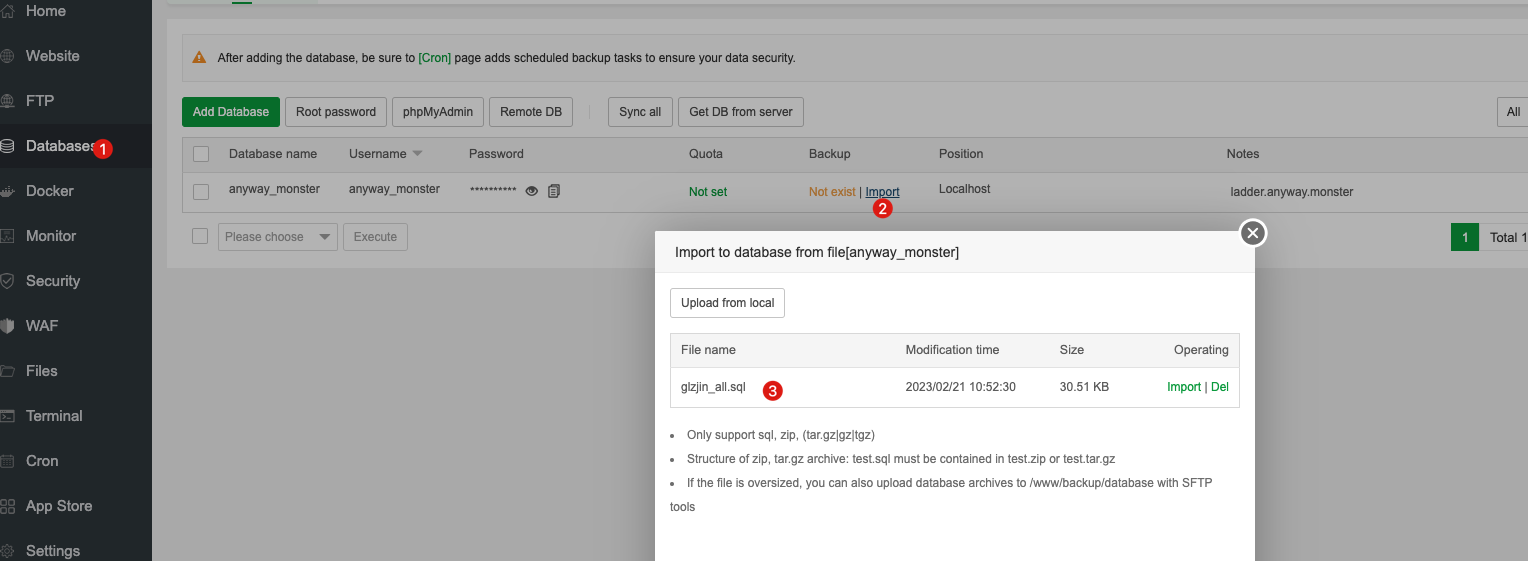 Home
Website
FTP
Databases 1
Docker
Monitor
Security
WAF
Files
Terminal
Cron
App Store
Settings
After adding the database, be sure to [Cron] page adds scheduled backup tasks to ensure your data security.
Add Database Root password phpMyAdmin Remote DB Sync all Get DB from server All
Database name Username Password Quota Backup Position Notes
anyway_monster anyway_monster ********** Not set Not exist | Import Localhost ladder.anyway.monster
2
Please choose Execute 1 Total 1
Import to database from file[anyway_monster]
Upload from local
File name Modification time Size Operating
glzjin_all.sql 3 2023/02/21 10:52:30 30.51 KB Import | Del
• Only support sql, zip, (tar.gz|gz|tgz)
• Structure of zip, tar.gz archive: test.sql must be contained in test.zip or test.tar.gz
• If the file is oversized, you can also upload database archives to /www/backup/database with SFTP
tools